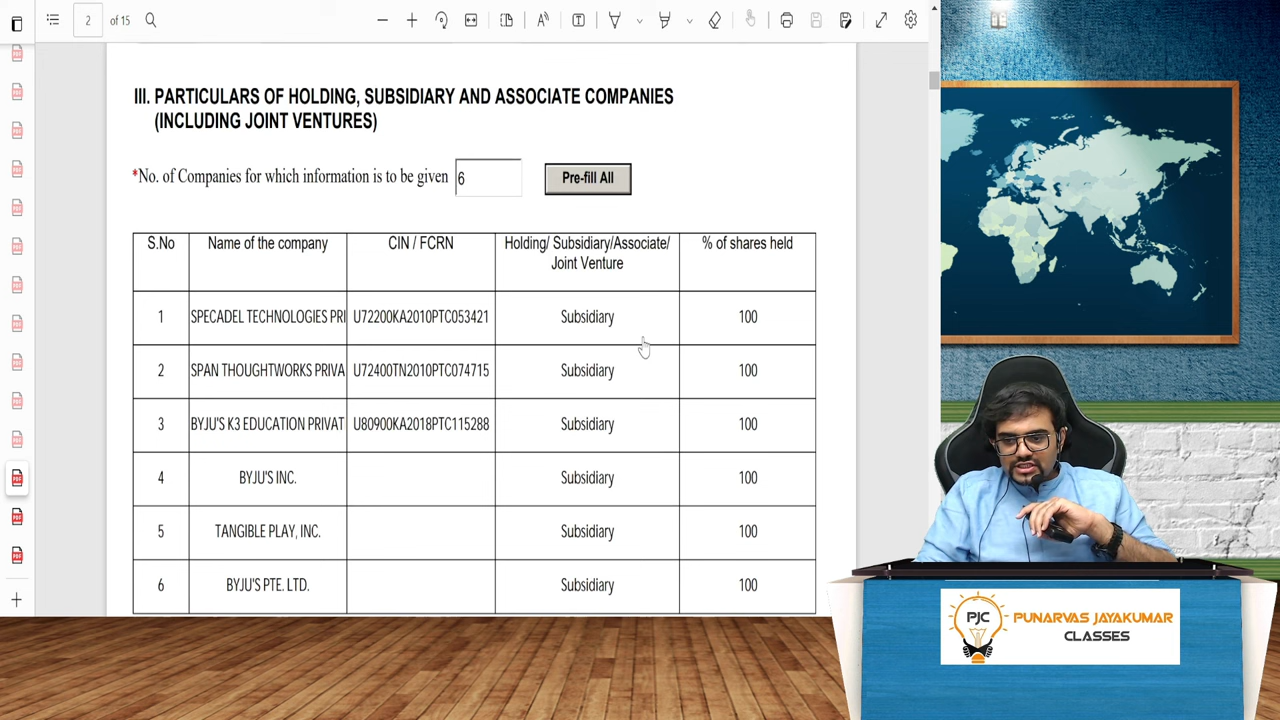 2 of 15
III. PARTICULARS OF HOLDING, SUBSIDIARY AND ASSOCIATE COMPANIES
(INCLUDING JOINT VENTURES)
*No. of Companies for which information is to be given 6 Pre-fill All
S.No Name of the company CIN / FCRN Holding/ Subsidiary/Associate/ % of shares held
Joint Venture
1 SPECADEL TECHNOLOGIES PRI U72200KA2010PTC053421 Subsidiary 100
2 SPAN THOUGHTWORKS PRIVA U72400TN2010PTC074715 Subsidiary 100
3 BYJU'S K3 EDUCATION PRIVAT U80900KA2018PTC115288 Subsidiary 100
4 BYJU'S INC. Subsidiary 100
5 TANGIBLE PLAY, INC. Subsidiary 100
6 BYJU'S PTE. LTD. Subsidiary 100
PJC PUNARVAS JAYAKUMAR
CLASSES